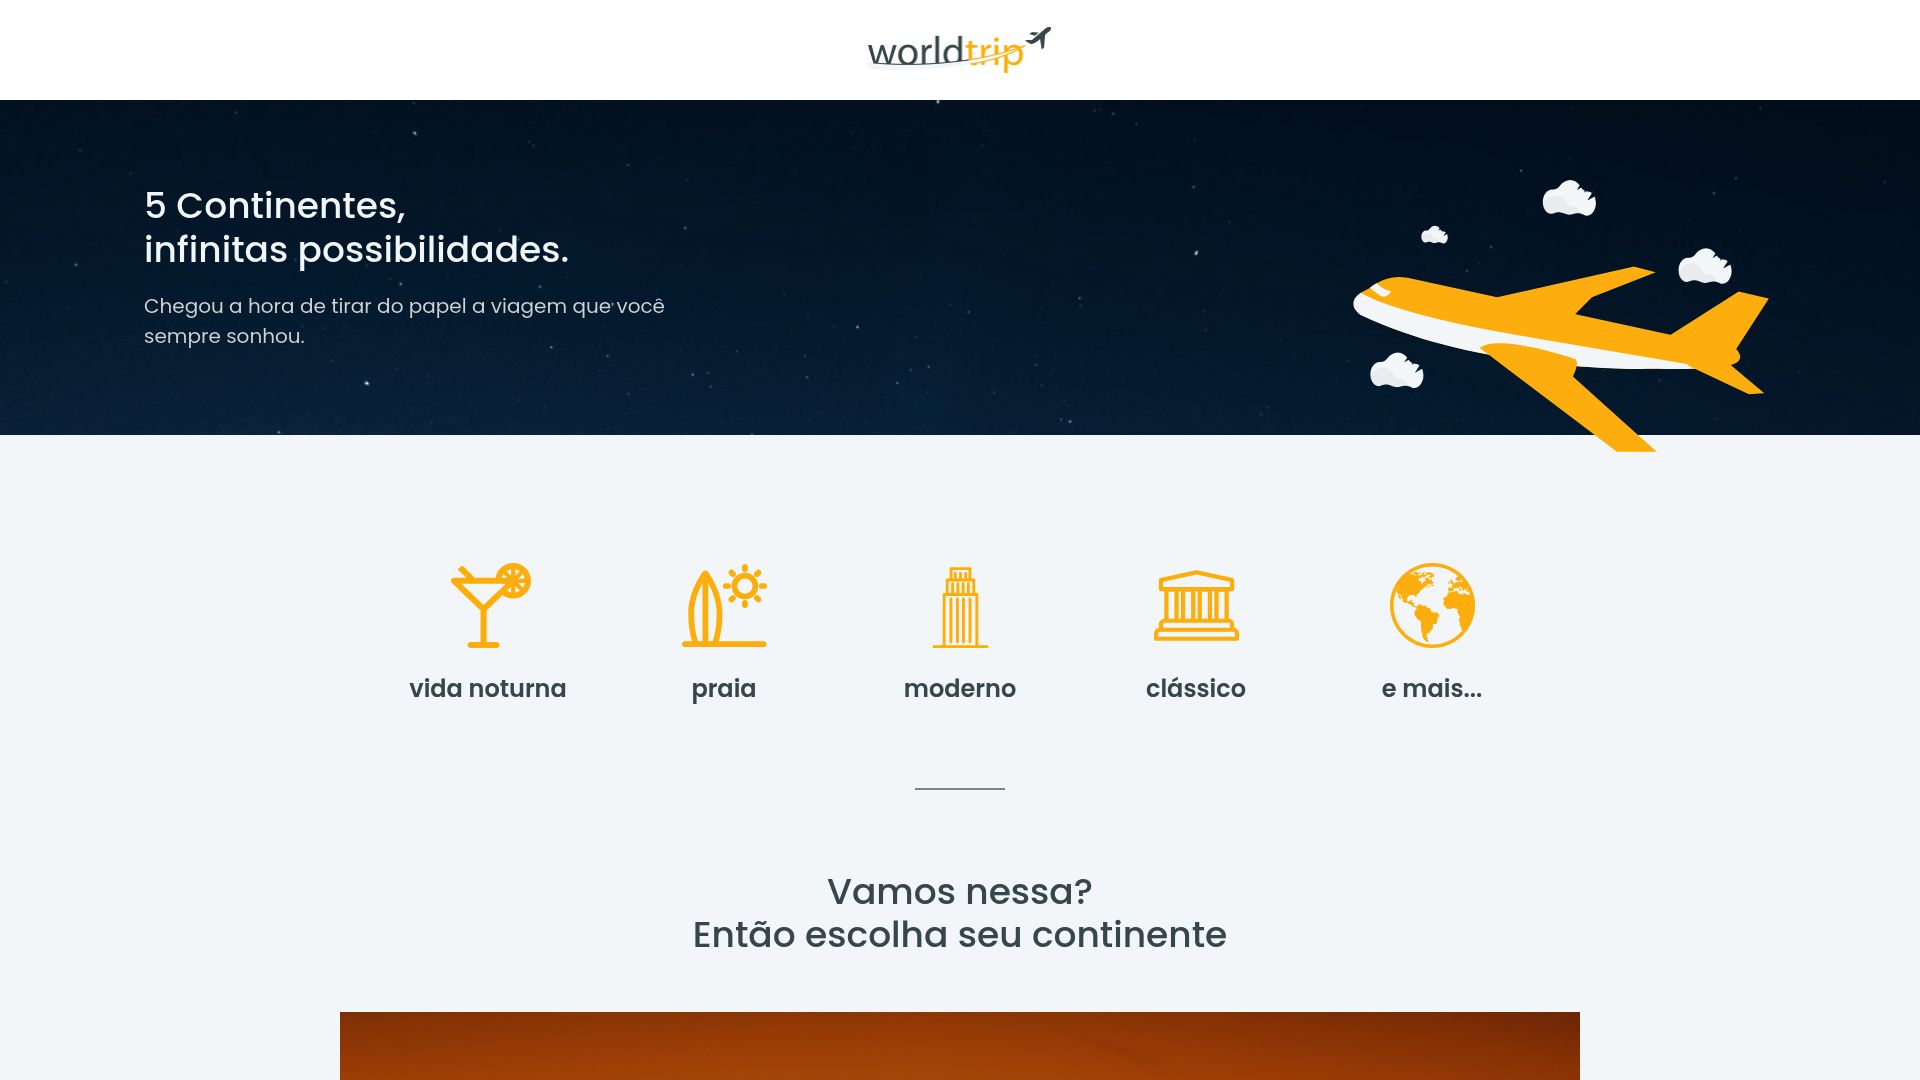 worldtrip
5 Continentes,
infinitas possibilidades.
Chegou a hora de tirar do papel a viagem que você
sempre sonhou.
vida noturna
praia
moderno
clássico
e mais...
Vamos nessa?
Então escolha seu continente